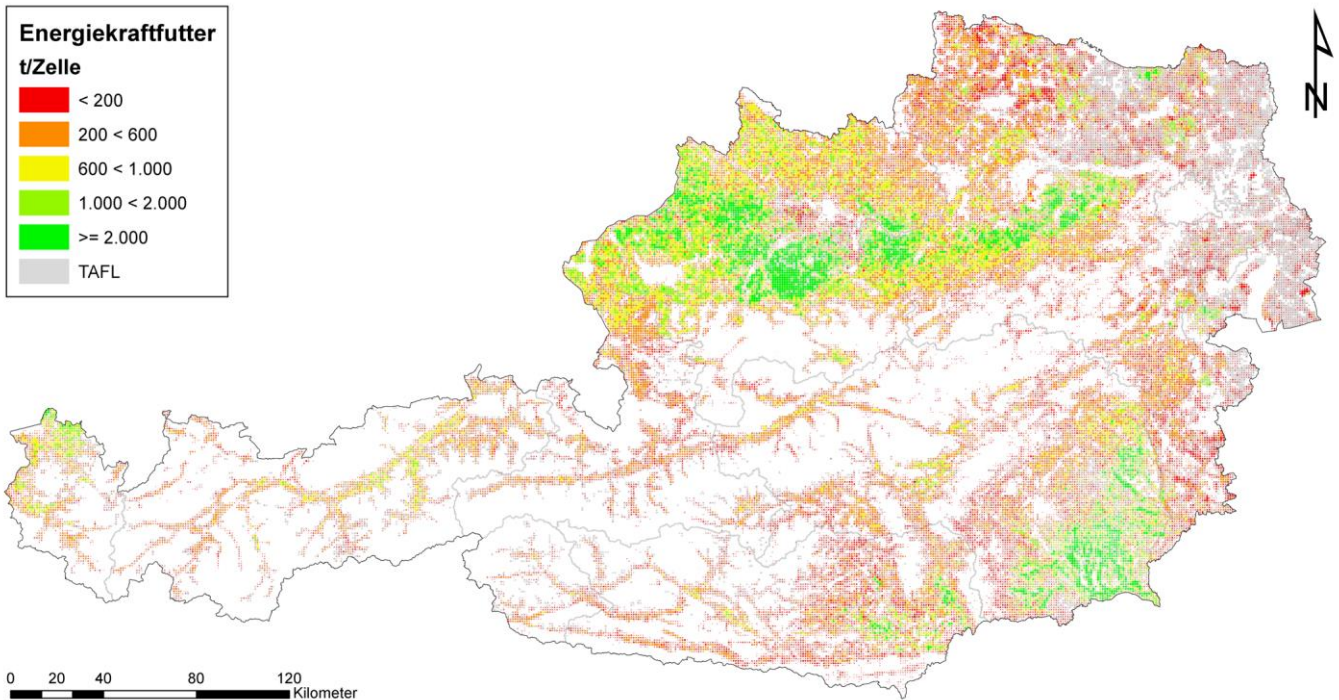 Energiekraftfutter
t/Zelle
< 200
200 < 600
600 < 1.000
1.000 < 2.000
>= 2.000
TAFL
N
0 20 40 80 120
Kilometer